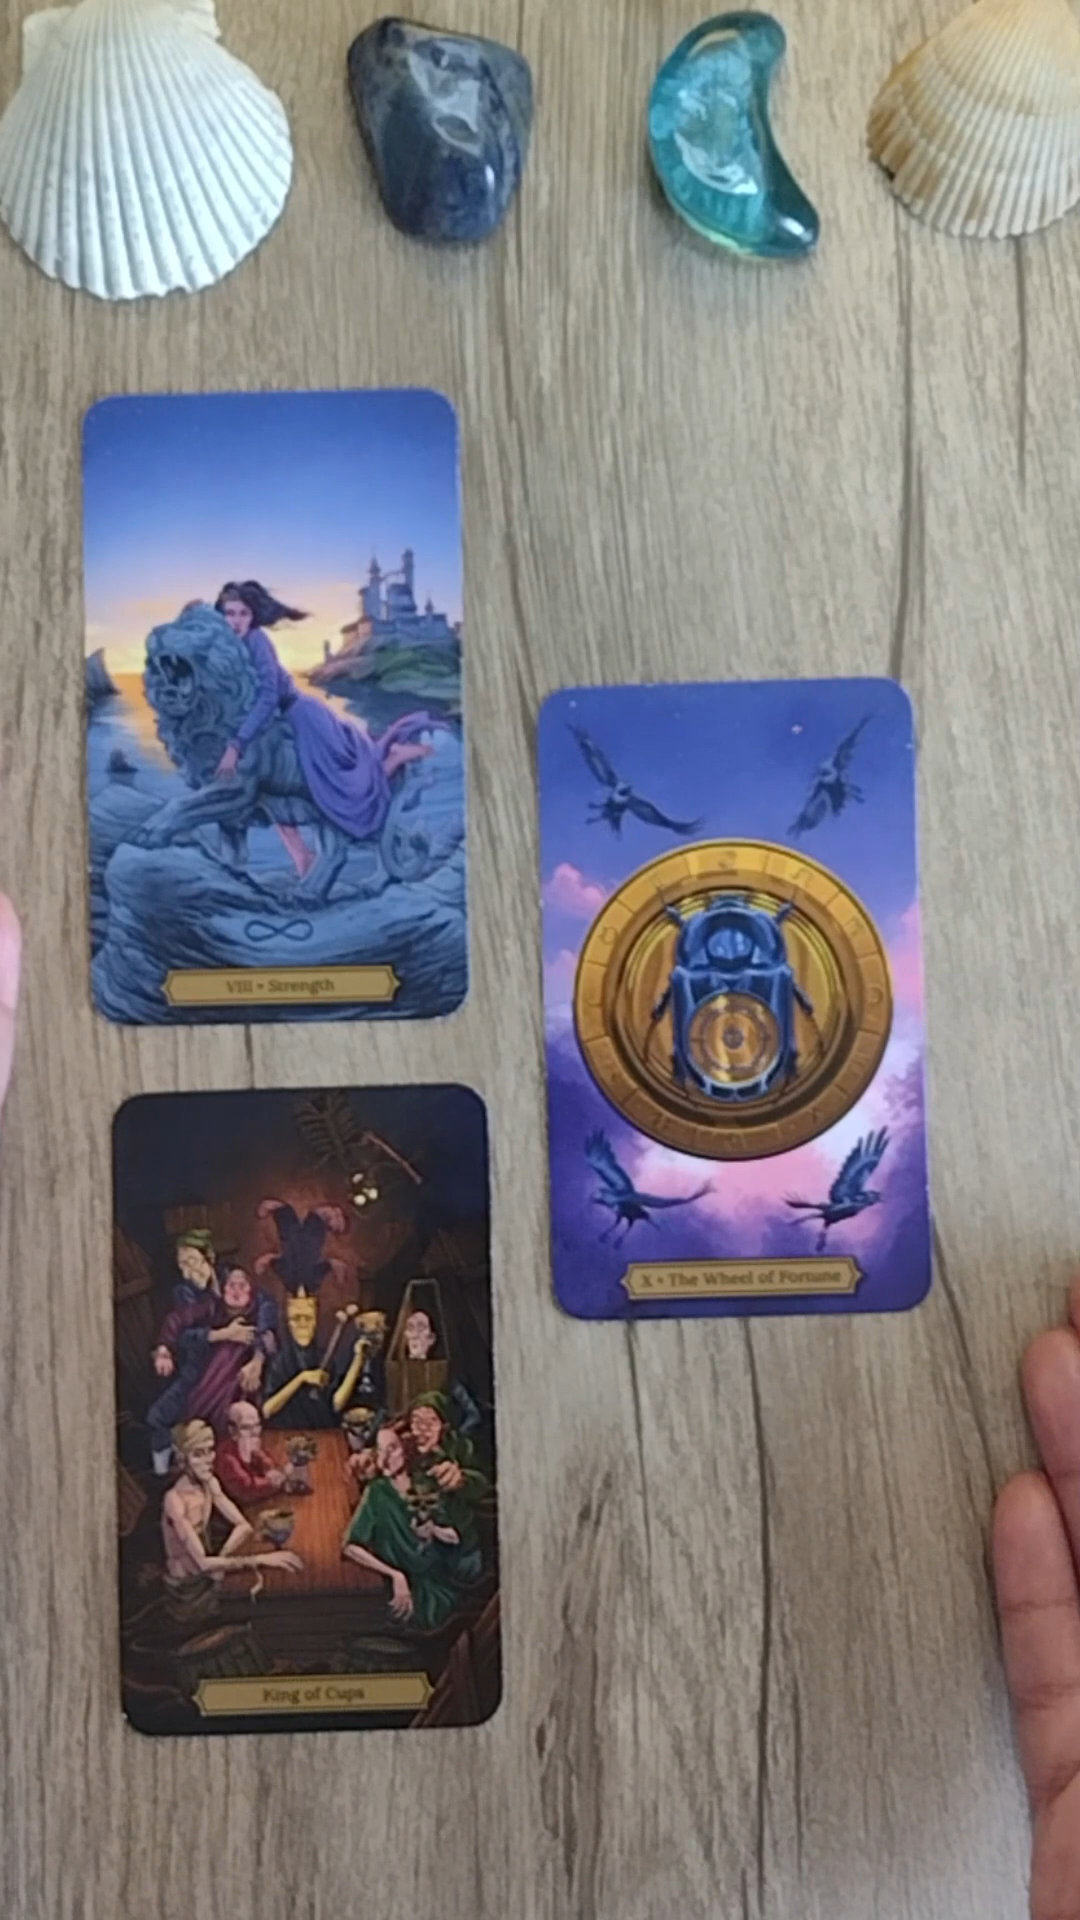 VIII • Strength
X • The Wheel of Fortune
King of Cups